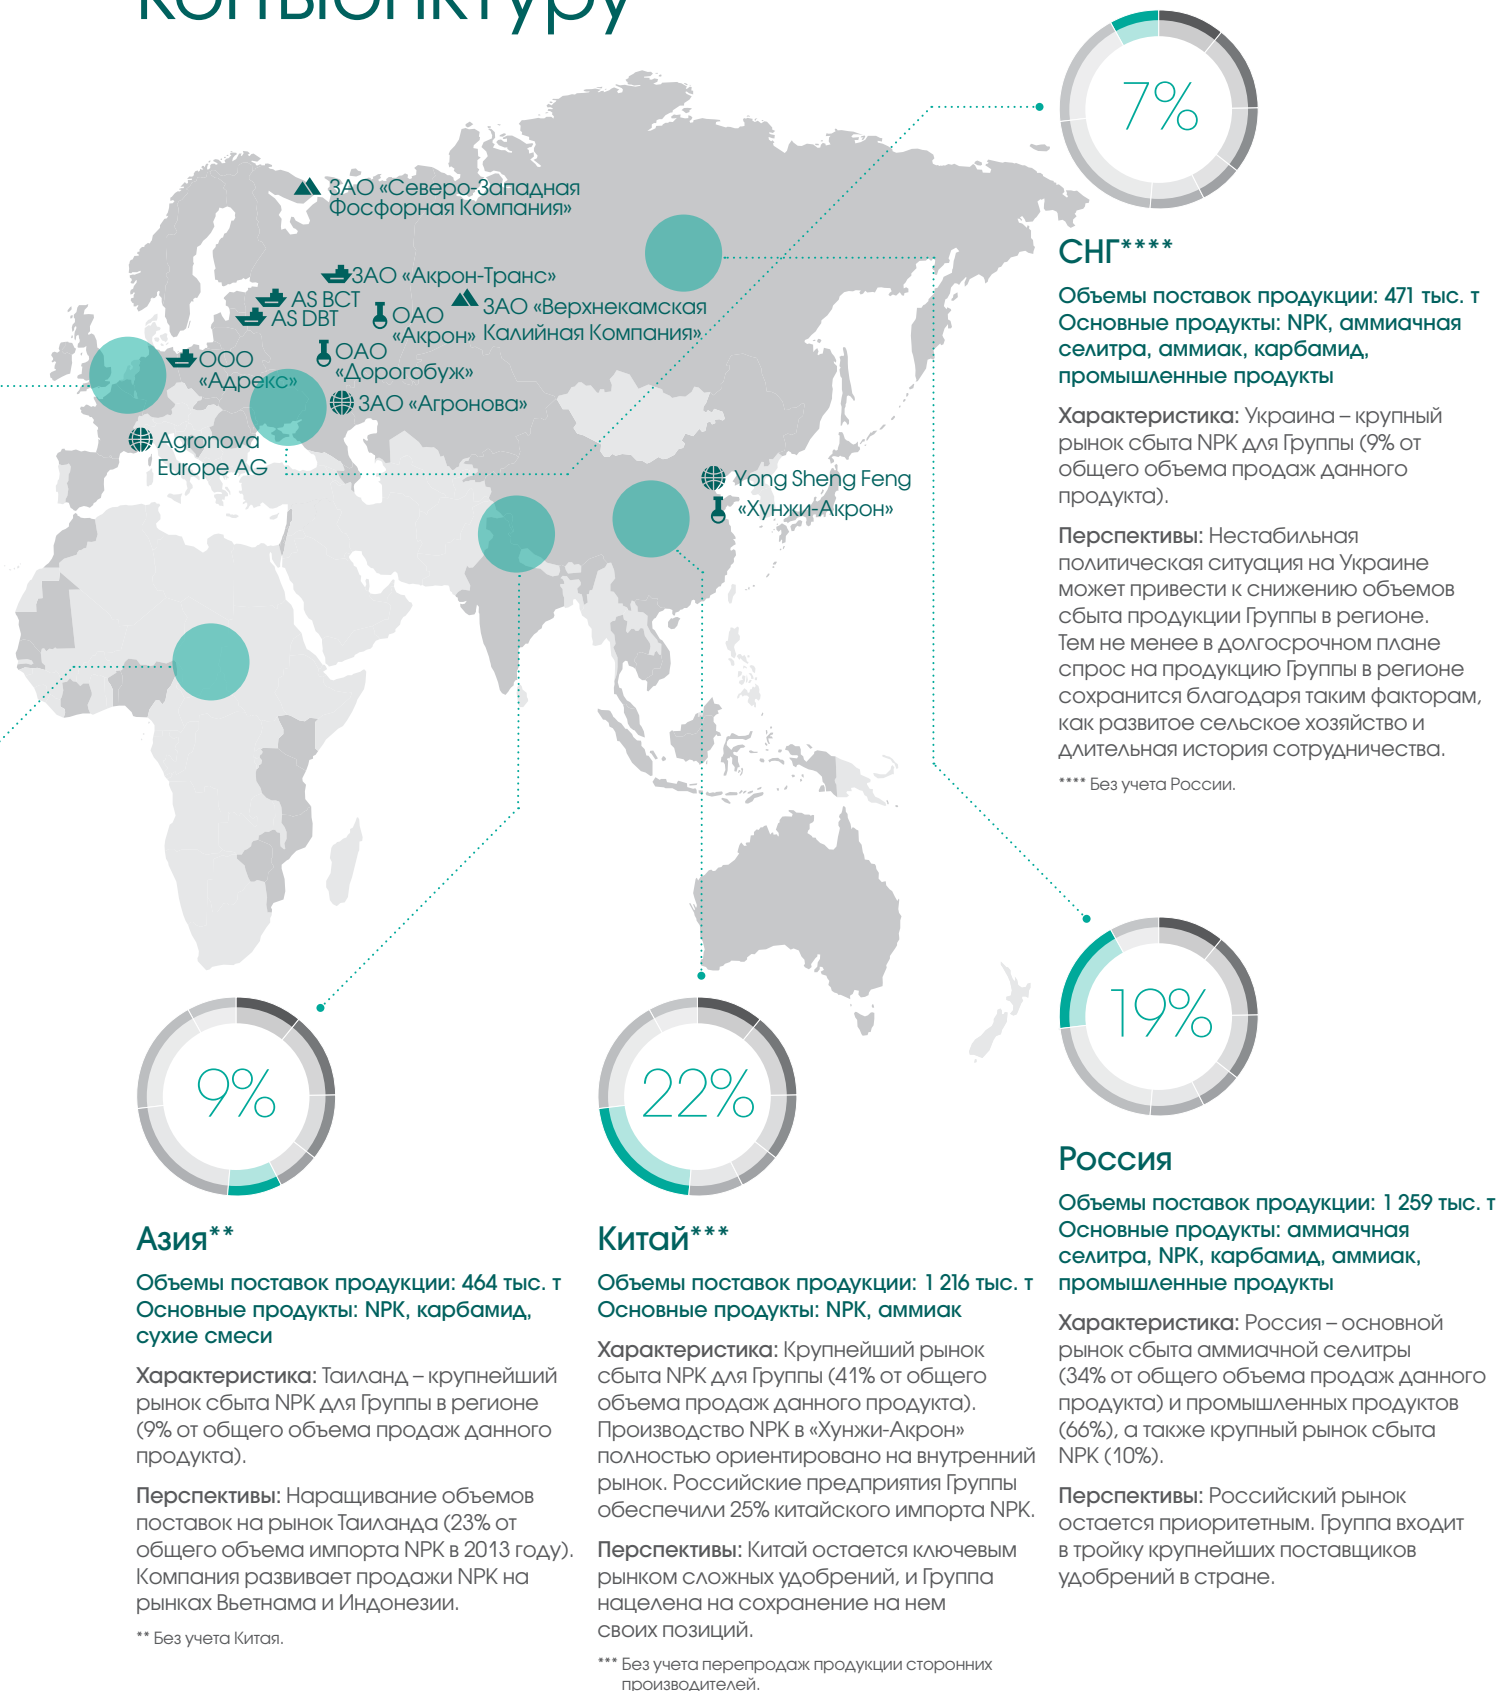 конъюнктуру
7%
ЗАО «Северо-Западная
Фосфорная Компания»
ЗАО «Акрон-Транс»
AS BCT
AS DBT
ОАО
«Акрон»
ЗАО «Верхнекамская
Калийная Компания»
ООО
«Адрекс»
ОАО
«Дорогобуж»
ЗАО «Агронова»
Agronova
Europe AG
Yong Sheng Feng
«Хунжи-Акрон»
СНГ****
Объемы поставок продукции: 471 тыс. т
Основные продукты: NPK, аммиачная
селитра, аммиак, карбамид,
промышленные продукты
Характеристика: Украина – крупный
рынок сбыта NPK для Группы (9% от
общего объема продаж данного
продукта).
Перспективы: Нестабильная
политическая ситуация на Украине
может привести к снижению объемов
сбыта продукции Группы в регионе.
Тем не менее в долгосрочном плане
спрос на продукцию Группы в регионе
сохранится благодаря таким факторам,
как развитое сельское хозяйство и
длительная история сотрудничества.
**** Без учета России.
9%
Азия**
Объемы поставок продукции: 464 тыс. т
Основные продукты: NPK, карбамид,
сухие смеси
Характеристика: Таиланд – крупнейший
рынок сбыта NPK для Группы в регионе
(9% от общего объема продаж данного
продукта).
Перспективы: Наращивание объемов
поставок на рынок Таиланда (23% от
общего объема импорта NPK в 2013 году).
Компания развивает продажи NPK на
рынках Вьетнама и Индонезии.
** Без учета Китая.
22%
Китай***
Объемы поставок продукции: 1 216 тыс. т
Основные продукты: NPK, аммиак
Характеристика: Крупнейший рынок
сбыта NPK для Группы (41% от общего
объема продаж данного продукта).
Производство NPK в «Хунжи-Акрон»
полностью ориентировано на внутренний
рынок. Российские предприятия Группы
обеспечили 25% китайского импорта NPK.
Перспективы: Китай остается ключевым
рынком сложных удобрений, и Группа
нацелена на сохранение на нем
своих позиций.
*** Без учета перепродаж продукции сторонних
производителей.
19%
Россия
Объемы поставок продукции: 1 259 тыс. т
Основные продукты: аммиачная
селитра, NPK, карбамид, аммиак,
промышленные продукты
Характеристика: Россия – основной
рынок сбыта аммиачной селитры
(34% от общего объема продаж данного
продукта) и промышленных продуктов
(66%), а также крупный рынок сбыта
NPK (10%).
Перспективы: Российский рынок
остается приоритетным. Группа входит
в тройку крупнейших поставщиков
удобрений в стране.